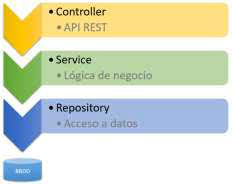 • Controller
• API REST
• Service
• Lógica de negocio
• Repository
• Acceso a datos
BBDD